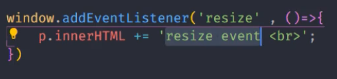 window.addEventListener('resize' , ()=>{
p.innerHTML += 'resize event <br>';
})